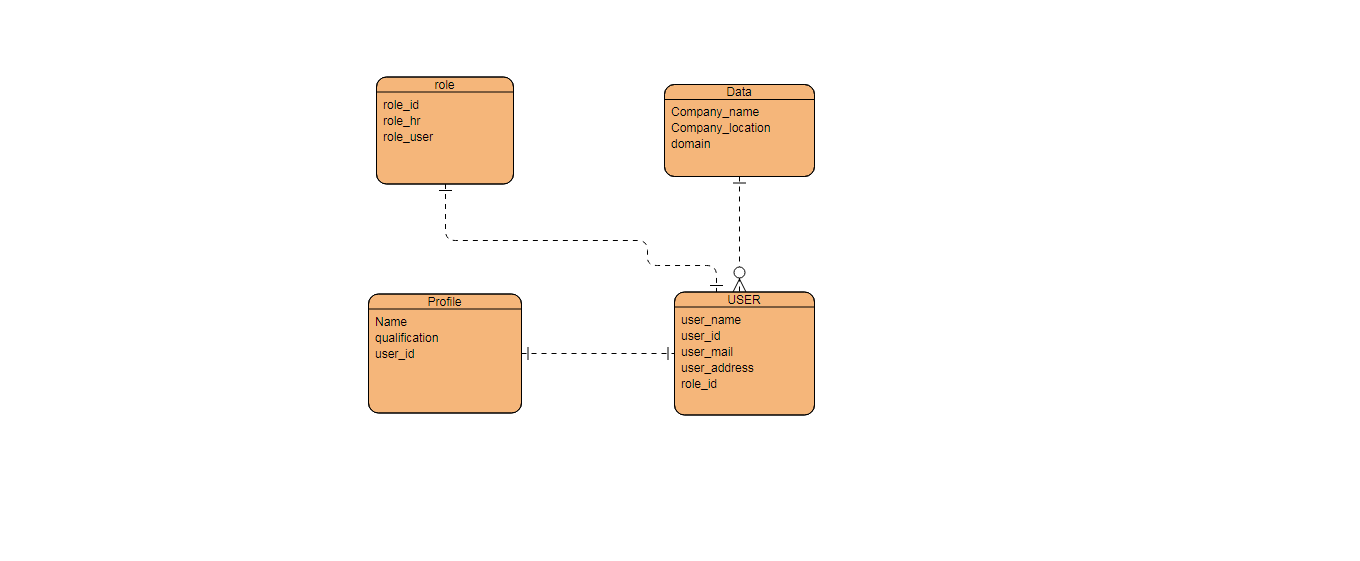 role
role_id
role_hr
role_user
Data
Company_name
Company_location
domain
Profile
Name
qualification
user_id
USER
user_name
user_id
user_mail
user_address
role_id